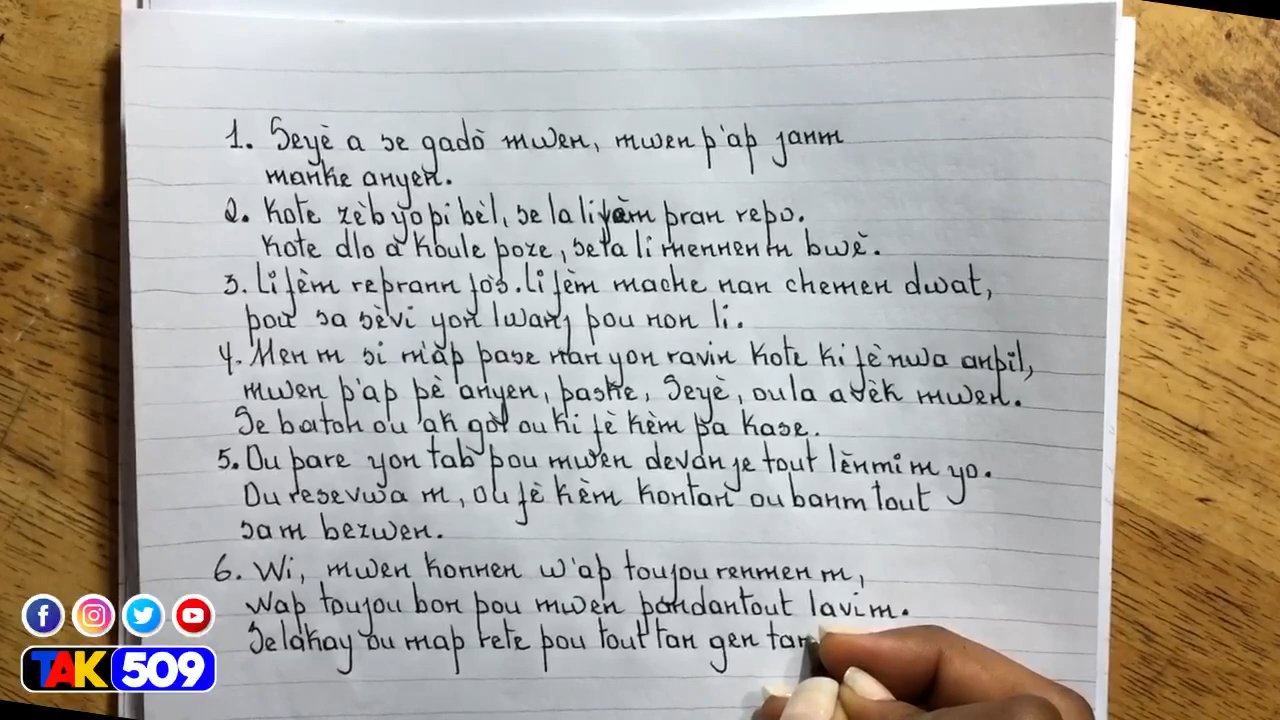 1. Seyè a se gadò mwen, mwen p'ap janm
manke anyen.
2. Kote zèb yo pi bèl, se la li fèm pran repo.
Kote dlo a koule poze, se la li mennen m bwè.
3. Li fèm reprann fòs. Li fèm mache nan chemen dwat,
pou sa sèvi yon lwanj pou non li.
4. Men m si m'ap pase nan yon ravin kote ki fè nwa anpil,
mwen p'ap pè anyen, paske, Seyè, ou la avèk mwen.
Se baton ou ak gòl ou ki fè kèm pa kase.
5. Ou pare yon tab pou mwen devan je tout lènmi m yo.
Ou resevwa m, ou fè kèm kontan ou banm tout
sa m bezwen.
6. Wi, mwen konnen w'ap toujou renmen m,
Wap toujou bon pou mwen pandan tout lavi m.
Se lakay ou map rete pou tout tan gen tan
TAK 509